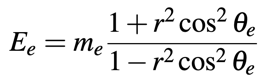 E_e = m_e \frac{1 + r^2 \cos^2 \theta_e}{1 - r^2 \cos^2 \theta_e}